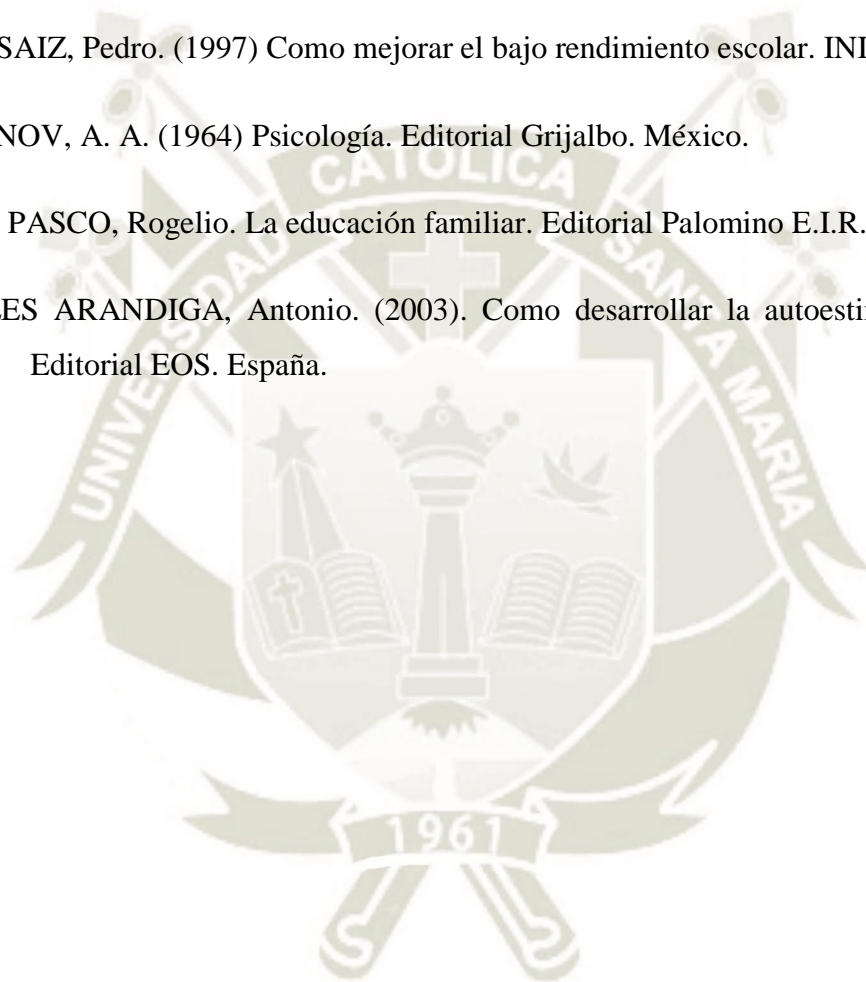 SAIZ, Pedro. (1997) Como mejorar el bajo rendimiento escolar. INI
NOV, A. A. (1964) Psicología. Editorial Grijalbo. México.
PASCO, Rogelio. La educación familiar. Editorial Palomino E.I.R.
LES ARANDIGA, Antonio. (2003). Como desarrollar la autoesti
Editorial EOS. España.
UNIVERSIDAD CATOLICA SANTA MARIA
1961